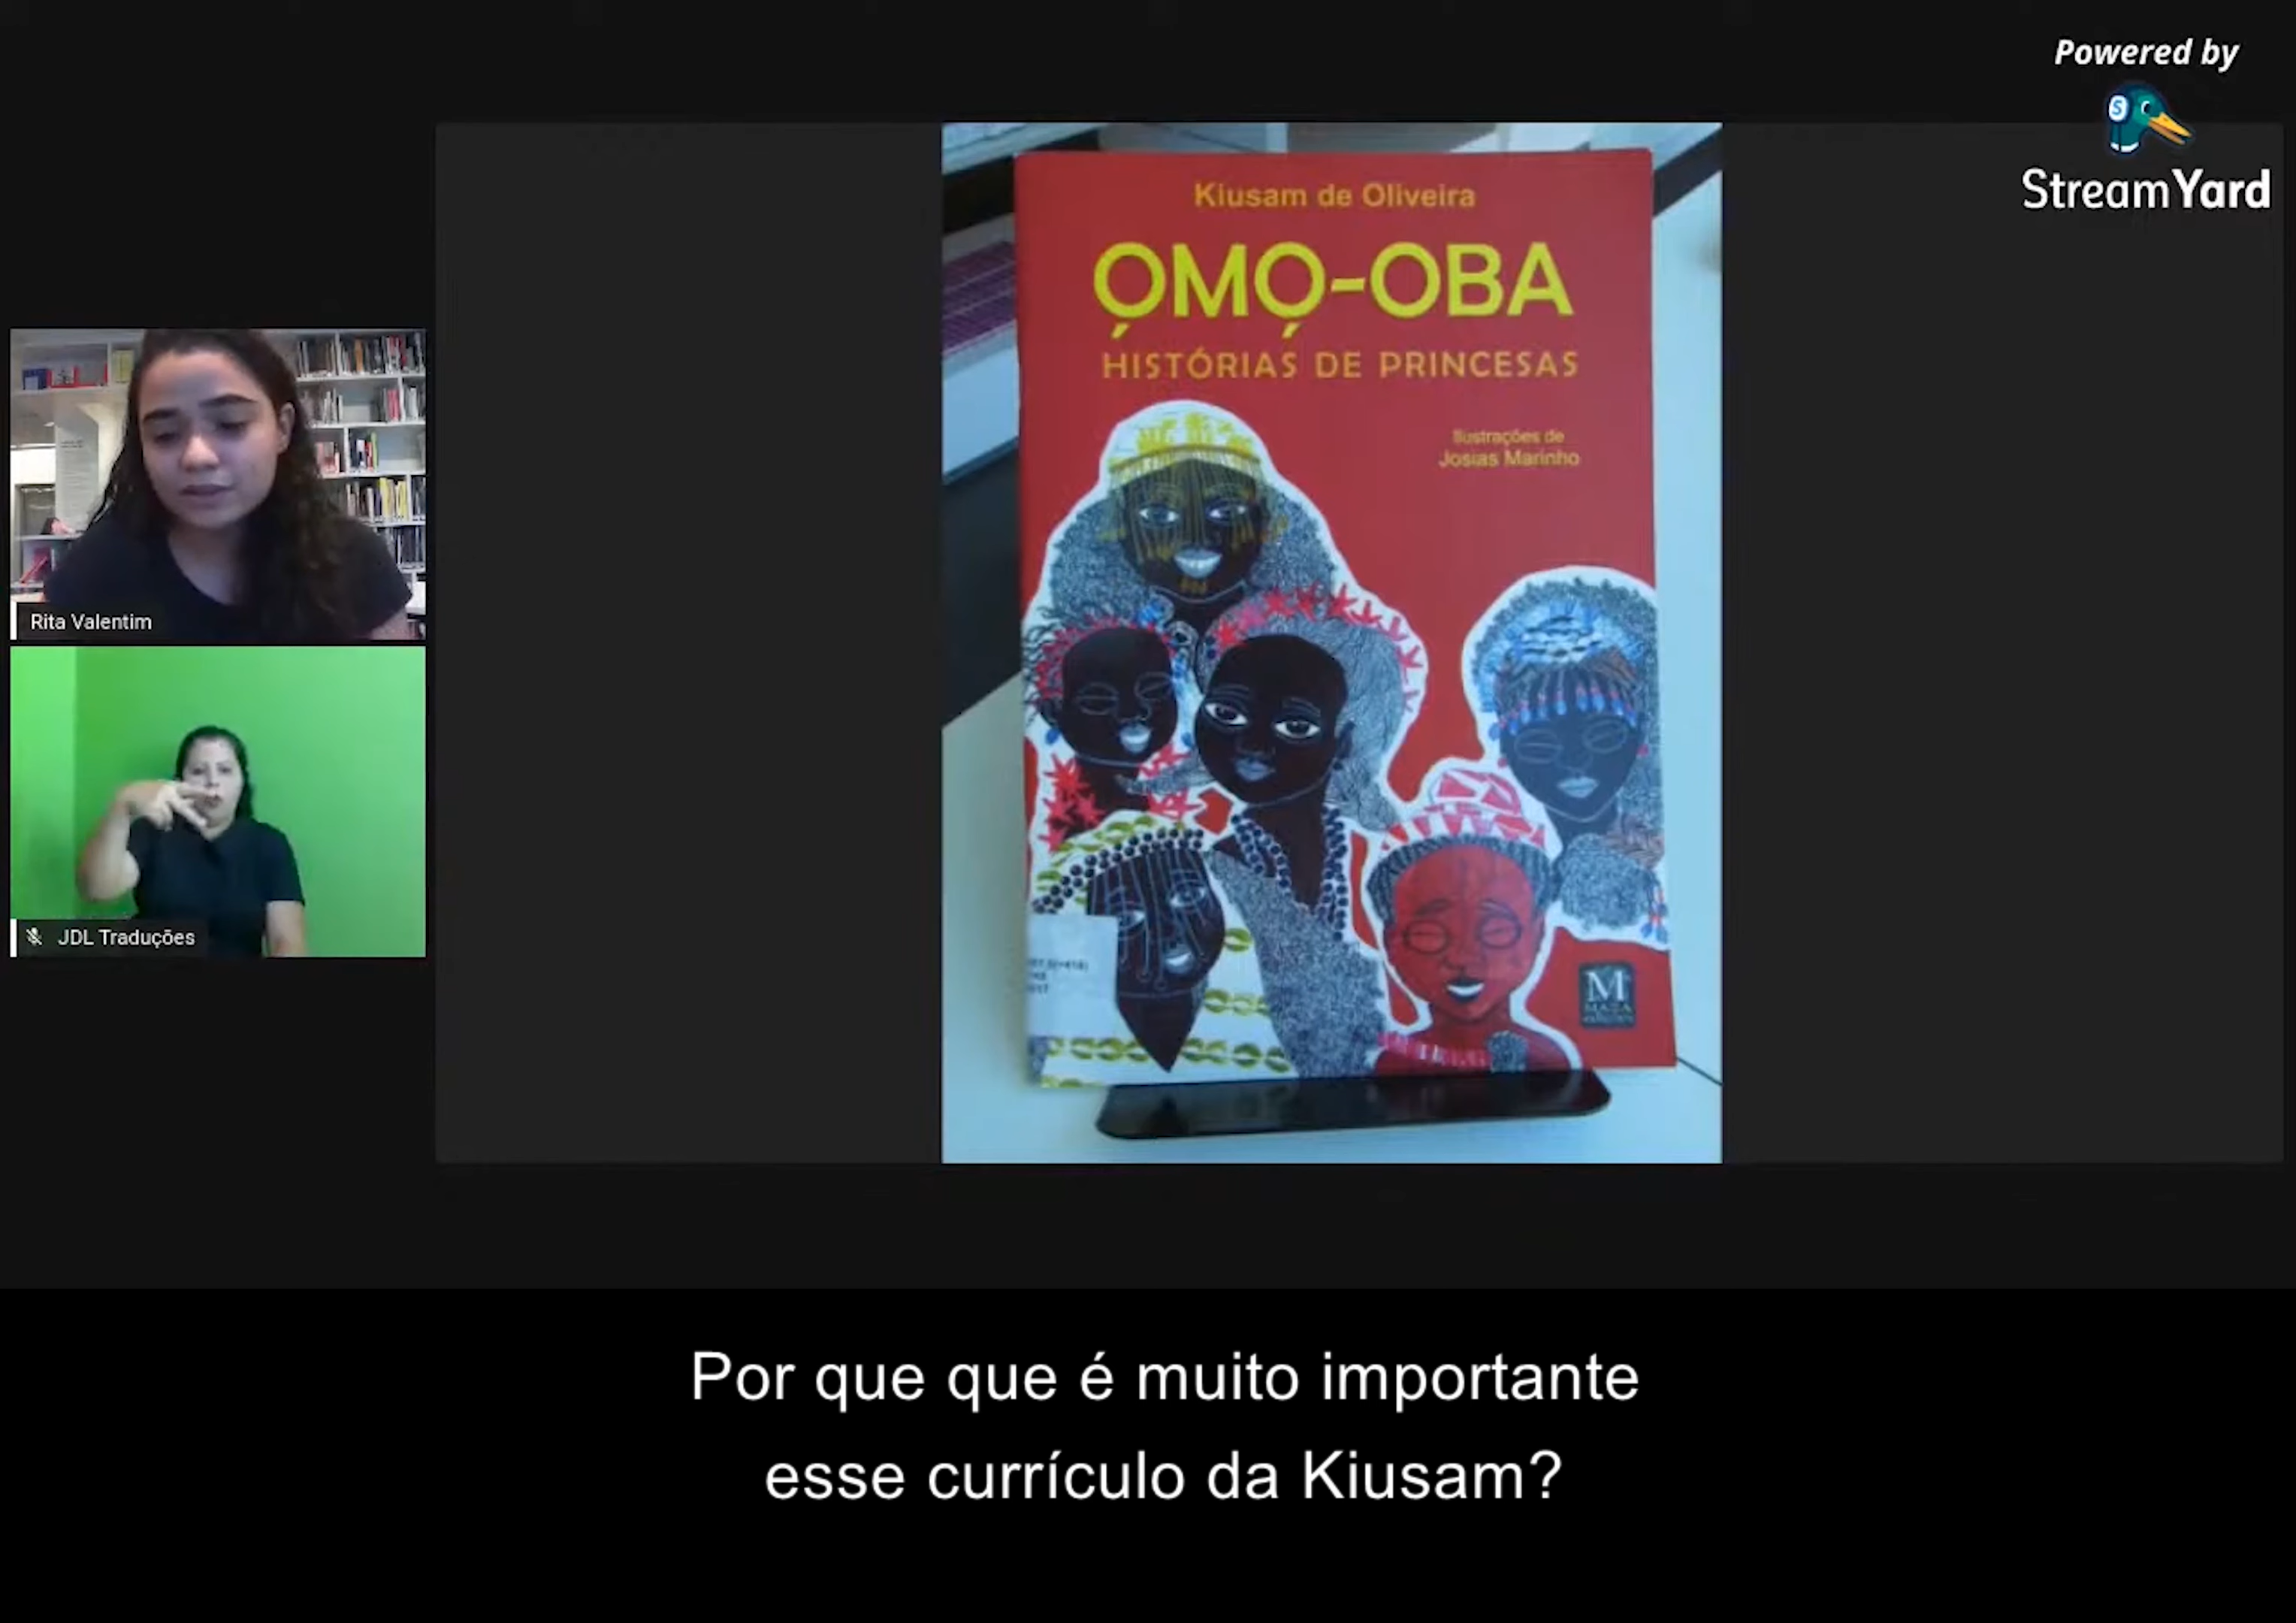 Powered by
StreamYard
Kiusam de Oliveira
ỌMỌ-OBA
HISTÓRIAS DE PRINCESAS
Ilustrações de
Josias Marinho
M
MAZA
Rita Valentim
JDL Traduções
Por que que é muito importante
esse currículo da Kiusam?